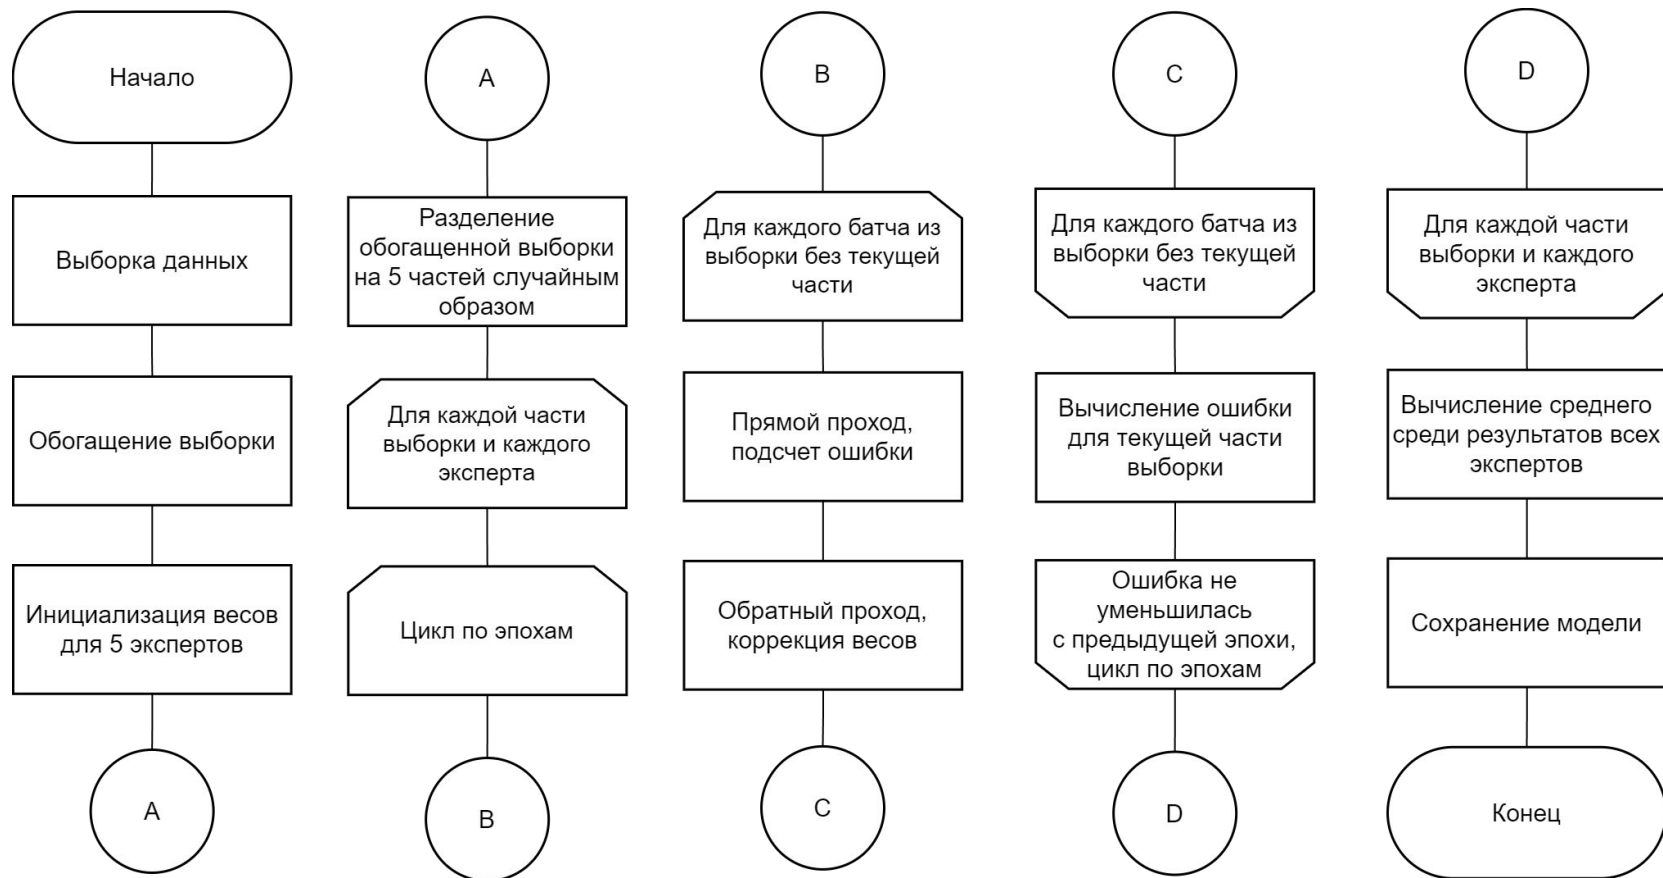 Начало
Выборка данных
Обогащение выборки
Инициализация весов
для 5 экспертов
A
A
Разделение
обогащенной выборки
на 5 частей случайным
образом
Для каждой части
выборки и каждого
эксперта
Цикл по эпохам
B
B
Для каждого батча из
выборки без текущей
части
Прямой проход,
подсчет ошибки
Обратный проход,
коррекция весов
C
C
Для каждого батча из
выборки без текущей
части
Вычисление ошибки
для текущей части
выборки
Ошибка не
уменьшилась
с предыдущей эпохи,
цикл по эпохам
D
D
Для каждой части
выборки и каждого
эксперта
Вычисление среднего
среди результатов всех
экспертов
Сохранение модели
Конец